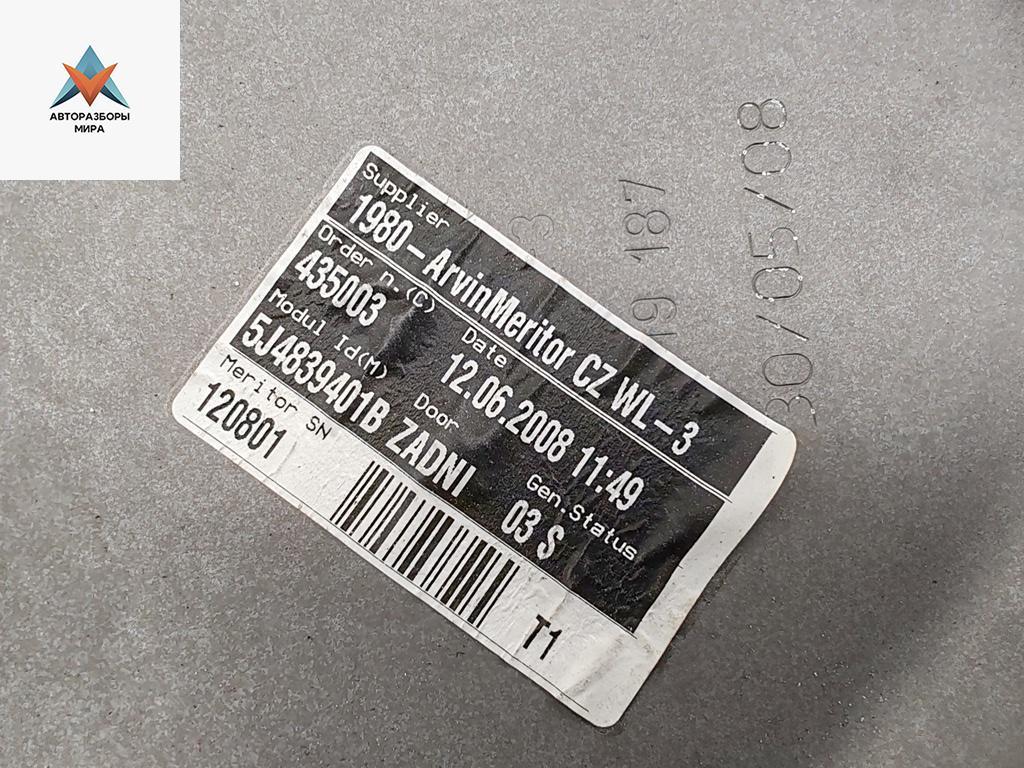 АВТОРАЗБОРЫ
МИРА
Supplier
1980-ArvinMeritor CZ WL-3
Order n.(C) Date
435003 12.06.2008 11:49
Modul Id(M) Door Gen.Status
5J4839401B ZADNI 03 S
Meritor SN
120801
T1
199 187
30/05/08